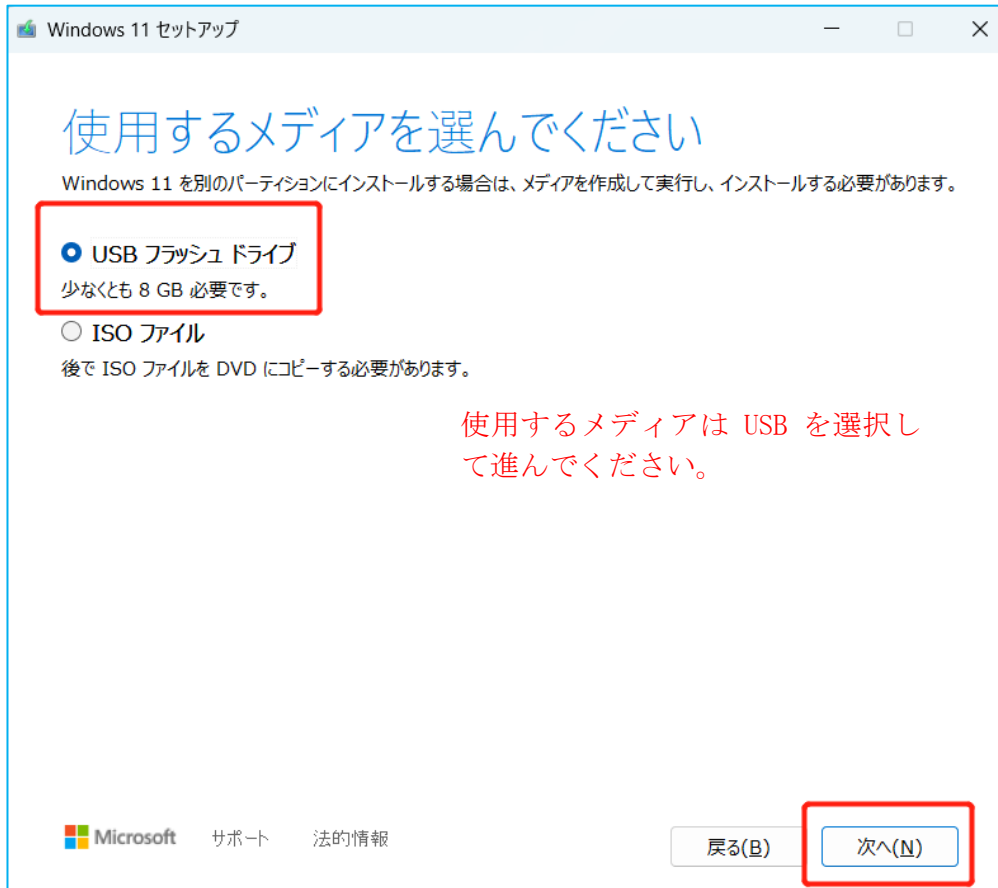 Windows 11 セットアップ
使用するメディアを選んでください
Windows 11 を別のパーティションにインストールする場合は、メディアを作成して実行し、インストールする必要があります。
USB フラッシュ ドライブ
少なくとも 8 GB 必要です。
ISO ファイル
後で ISO ファイルを DVD にコピーする必要があります。
使用するメディアは USB を選択し
て進んでください。
Microsoft サポート 法的情報
戻る(B) 次へ(N)